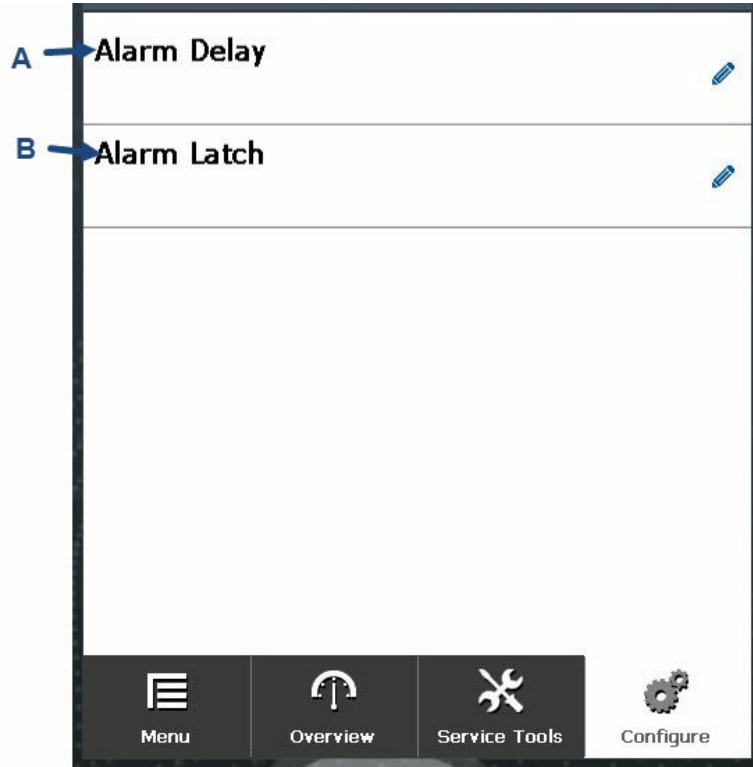 A
Alarm Delay
B
Alarm Latch
Menu
Overview
Service Tools
Configure